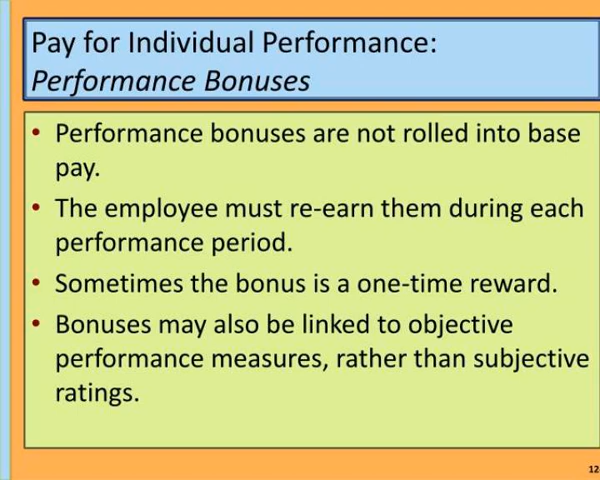 Pay for Individual Performance:
Performance Bonuses
• Performance bonuses are not rolled into base
pay.
• The employee must re-earn them during each
performance period.
• Sometimes the bonus is a one-time reward.
• Bonuses may also be linked to objective
performance measures, rather than subjective
ratings.
12